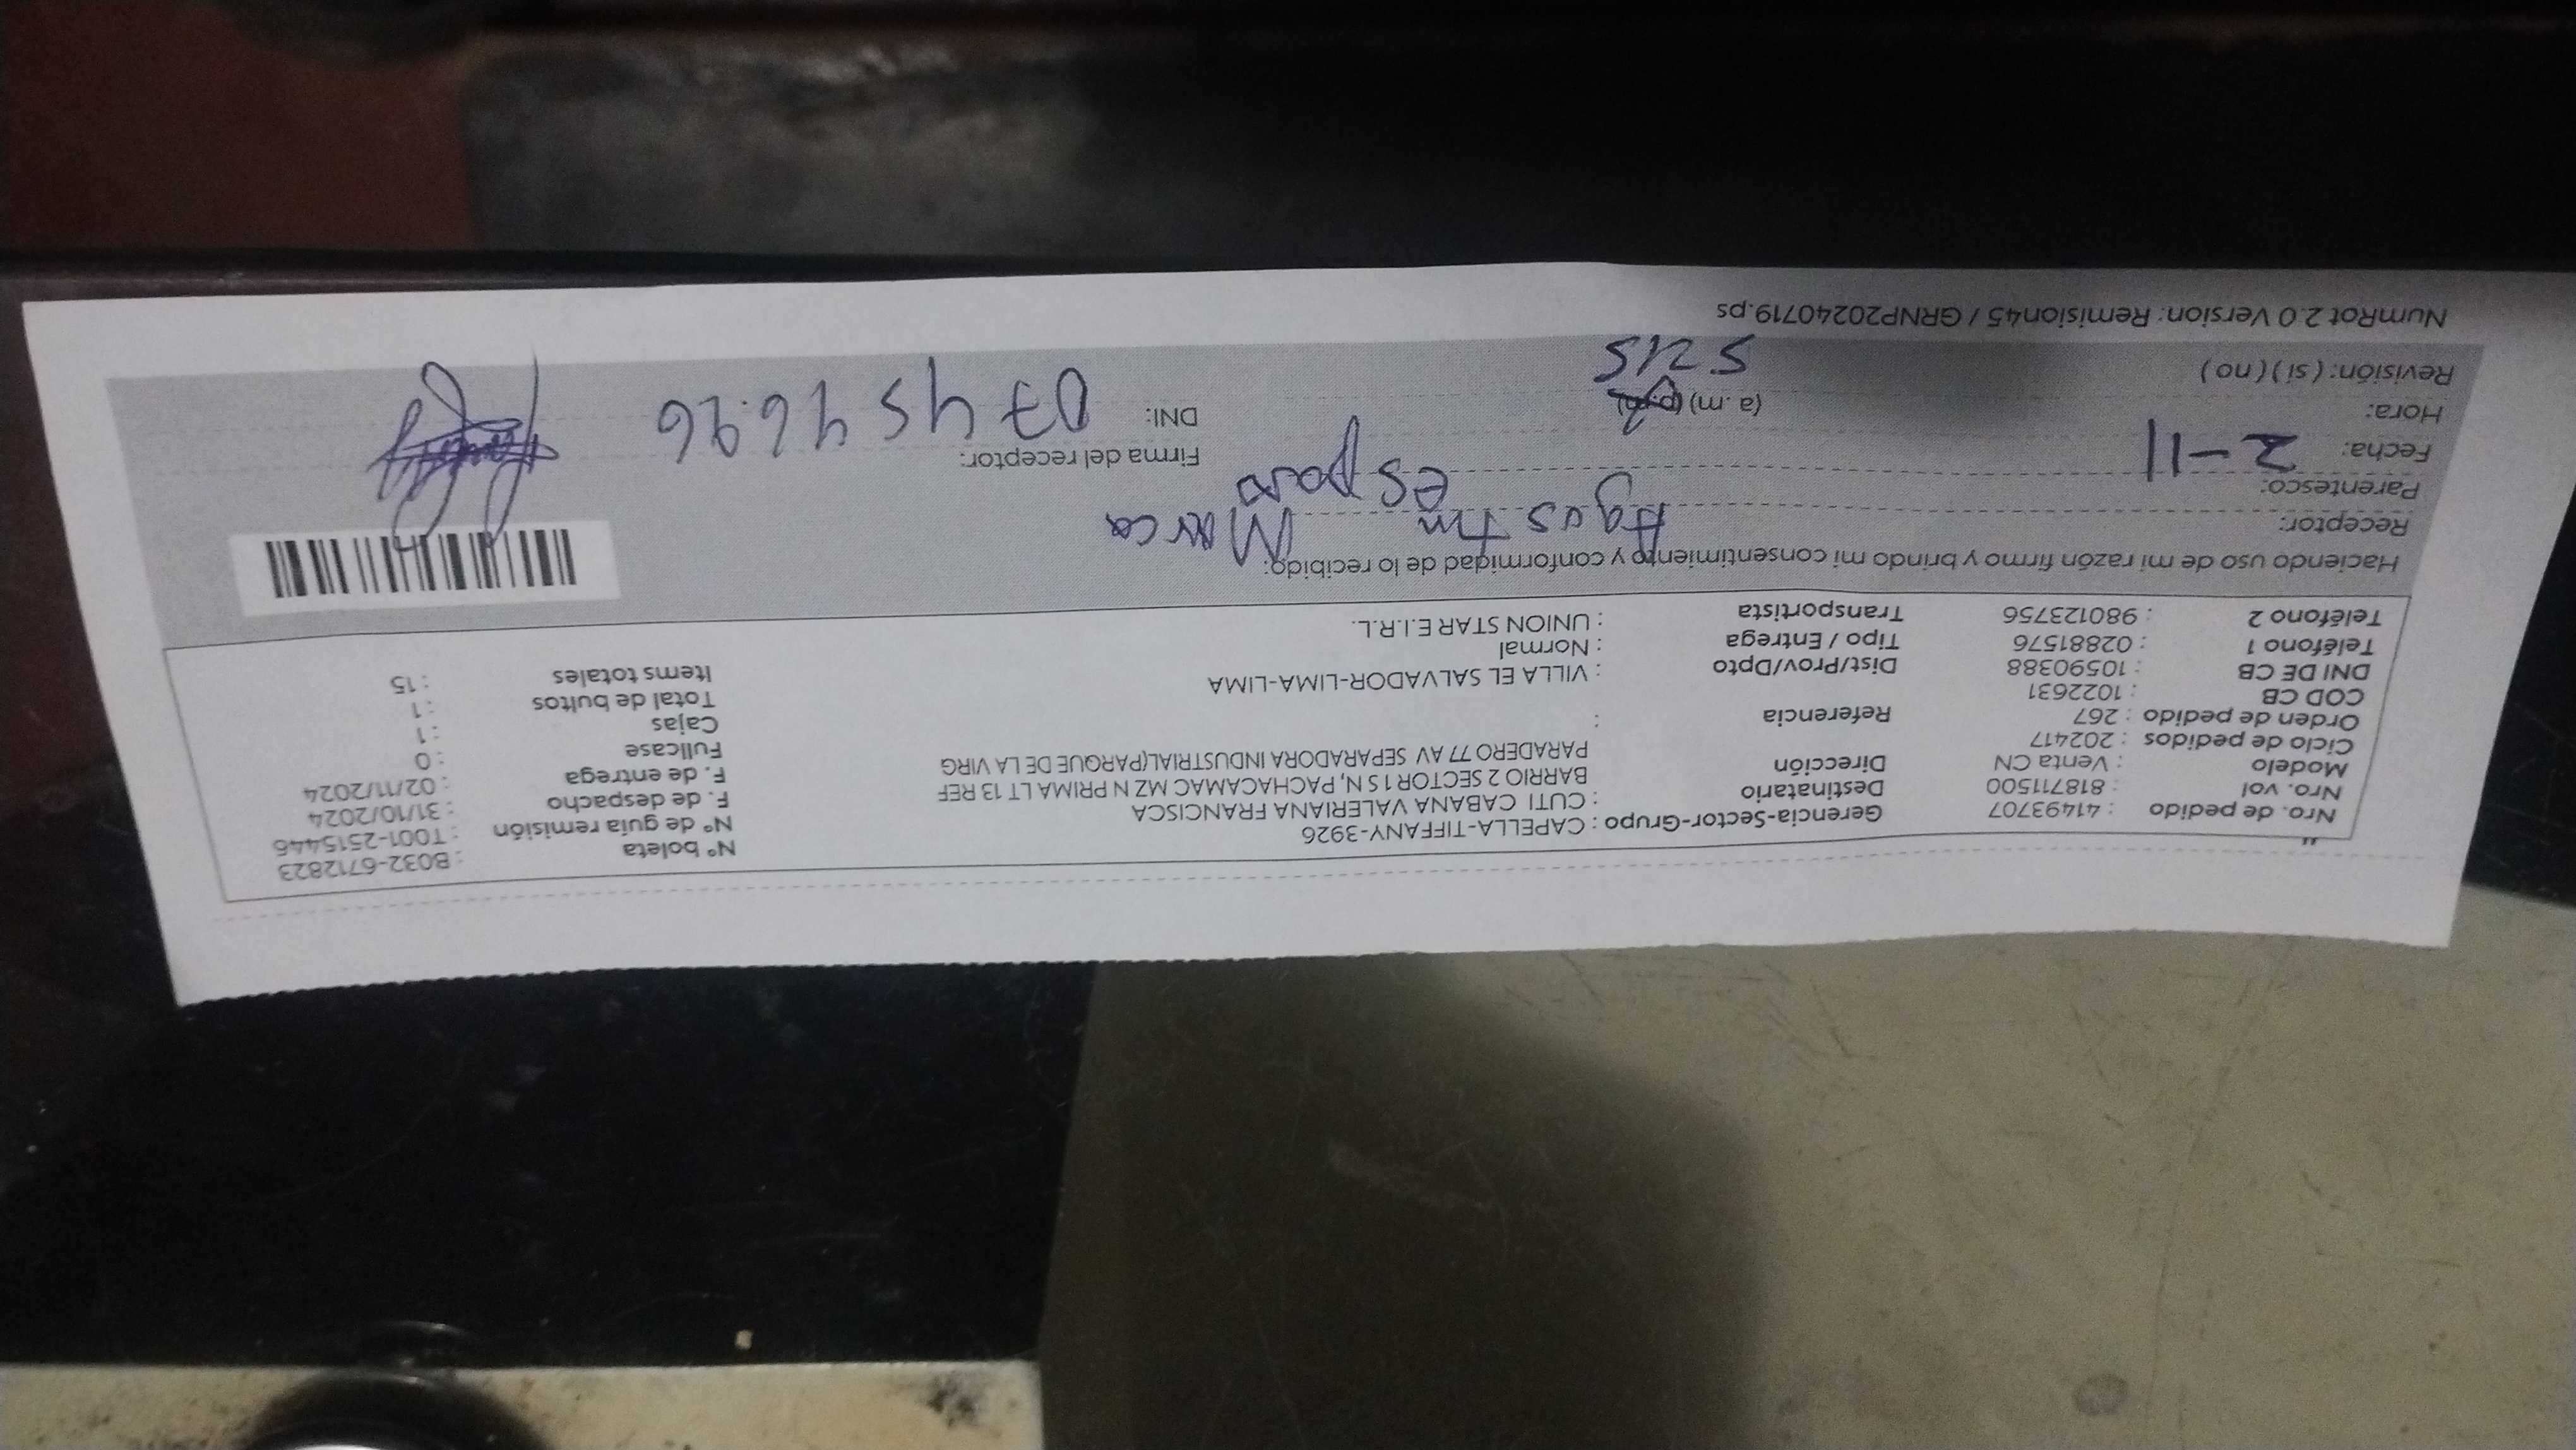 Nro. de pedido : 41493707 Gerencia-Sector-Grupo : CAPELLA-TIFFANY-3926 Nº boleta : B032-6712823
Nro. vol : 818711500 Destinatario : CUTI CABANA VALERIANA FRANCISCA Nº de guía remisión : T001-2515446
Modelo : Venta CN Dirección BARRIO 2 SECTOR 1 S N, PACHACAMAC MZ N PRIMA LT 13 REF F. de despacho : 31/10/2024
Ciclo de pedidos : 202417 PARADERO 77 AV SEPARADORA INDUSTRIAL(PARQUE DE LA VIRG F. de entrega : 02/11/2024
Orden de pedido : 267 Referencia : Fullcase : 0
COD CB : 1022631 Cajas : 1
DNI DE CB : 10590388 Dist/Prov/Dpto : VILLA EL SALVADOR-LIMA-LIMA Total de bultos : 1
Teléfono 1 : 02881576 Tipo / Entrega : Normal Items totales : 15
Teléfono 2 : 980123756 Transportista : UNION STAR E.I.R.L.
Haciendo uso de mi razón firmo y brindo mi consentimiento y conformidad de lo recibido:
Receptor: Agustin Marca
Parentesco: esposo
Fecha: 2-11 Firma del receptor:
Hora: (a.m) (p.m) DNI:
5:215
Revisión: (si) (no)
NumRot 2.0 Version: Remision45 / GRNP20240719.ps